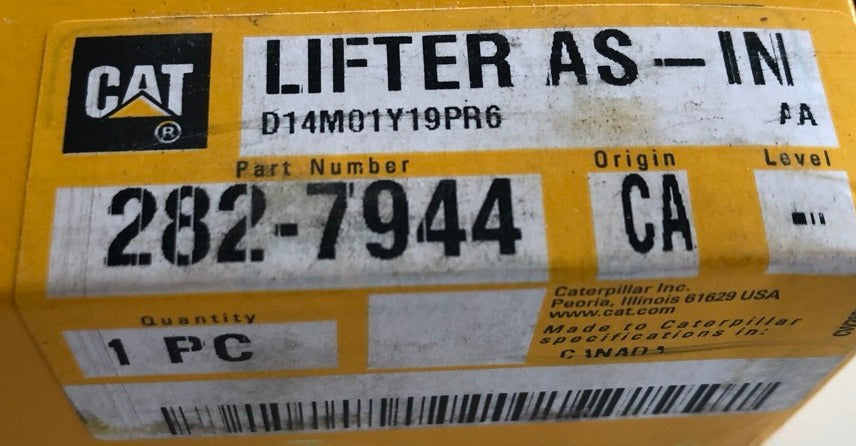 CAT
®
LIFTER AS-IN
D14M01Y19PR6 AA
Part Number Origin Level
282-7944 CA
Quantity
1 PC
Caterpillar Inc.
Peoria, Illinois 61629 USA
www.cat.com
Made to Caterpillar
specifications in:
CANADA